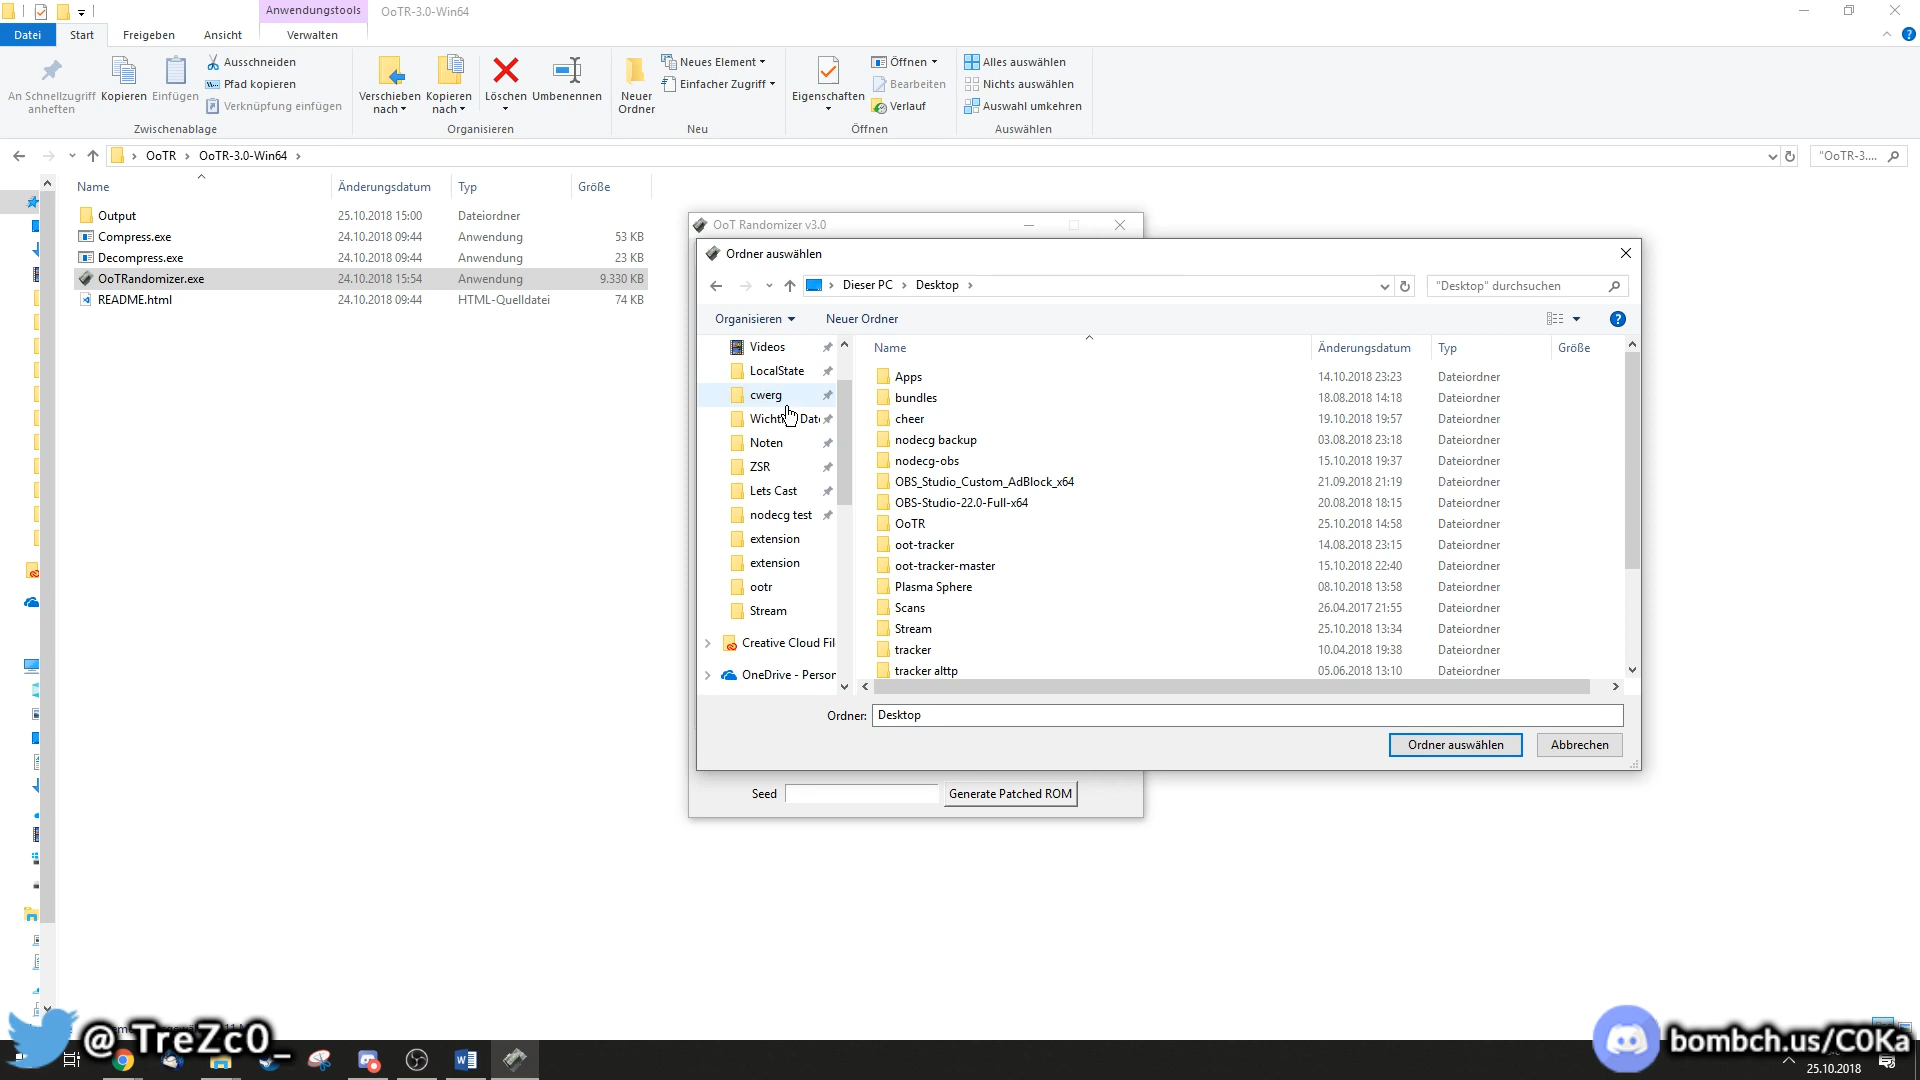 Anwendungstools OoTR-3.0-Win64
Datei Start Freigeben Ansicht Verwalten
An Schnellzugriff anheften
Kopieren
Einfügen
Ausschneiden
Pfad kopieren
Verknüpfung einfügen
Zwischenablage
Verschieben nach
Kopieren nach
Löschen
Umbenennen
Organisieren
Neuer Ordner
Neues Element
Einfacher Zugriff
Neu
Eigenschaften
Öffnen
Bearbeiten
Verlauf
Öffnen
Alles auswählen
Nichts auswählen
Auswahl umkehren
Auswählen
OoTR OoTR-3.0-Win64 "OoTR-3....
Name Änderungsdatum Typ Größe
Output 25.10.2018 15:00 Dateiordner
Compress.exe 24.10.2018 09:44 Anwendung 53 KB
Decompress.exe 24.10.2018 09:44 Anwendung 23 KB
OoTRandomizer.exe 24.10.2018 15:54 Anwendung 9.330 KB
README.html 24.10.2018 09:44 HTML-Quelldatei 74 KB
OoT Randomizer v3.0
Ordner auswählen
Dieser PC Desktop "Desktop" durchsuchen
Organisieren Neuer Ordner
Videos
LocalState
cwerg
Noten
ZSR
Lets Cast
nodecg test
extension
extension
ootr
Stream
Creative Cloud Fil
OneDrive - Person
Name Änderungsdatum Typ Größe
Apps 14.10.2018 23:23 Dateiordner
bundles 18.08.2018 14:18 Dateiordner
cheer 19.10.2018 19:57 Dateiordner
nodecg backup 03.08.2018 23:18 Dateiordner
nodecg-obs 15.10.2018 19:37 Dateiordner
OBS_Studio_Custom_AdBlock_x64 21.09.2018 21:19 Dateiordner
OBS-Studio-22.0-Full-x64 20.08.2018 18:15 Dateiordner
OoTR 25.10.2018 14:58 Dateiordner
oot-tracker 14.08.2018 23:15 Dateiordner
oot-tracker-master 15.10.2018 22:40 Dateiordner
Plasma Sphere 08.10.2018 13:58 Dateiordner
Scans 26.04.2017 21:55 Dateiordner
Stream 25.10.2018 13:34 Dateiordner
tracker 10.04.2018 19:38 Dateiordner
tracker alttp 05.06.2018 13:10 Dateiordner
Ordner: Desktop
Ordner auswählen Abbrechen
Seed Generate Patched ROM
@_TreZc0_
bombch.us/C0Ka
25.10.2018